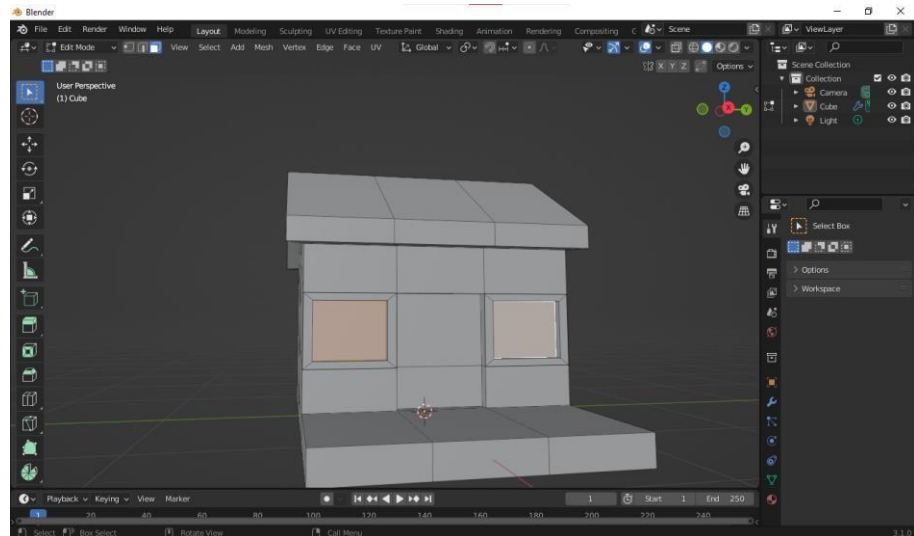 Blender
File Edit Render Window Help Layout Modeling Sculpting UV Editing Texture Paint Shading Animation Rendering Compositing Scene ViewLayer
Edit Mode View Select Add Mesh Vertex Edge Face UV Global
X Y Z Options
User Perspective
(1) Cube
Z
X
Y
Scene Collection
Collection
Camera
Cube
Light
Select Box
Options
Workspace
Playback Keying View Marker 1 Start 1 End 250
1 20 40 60 80 100 120 140 160 180 200 220 240
Select Box Select Rotate View Call Menu 3.1.0